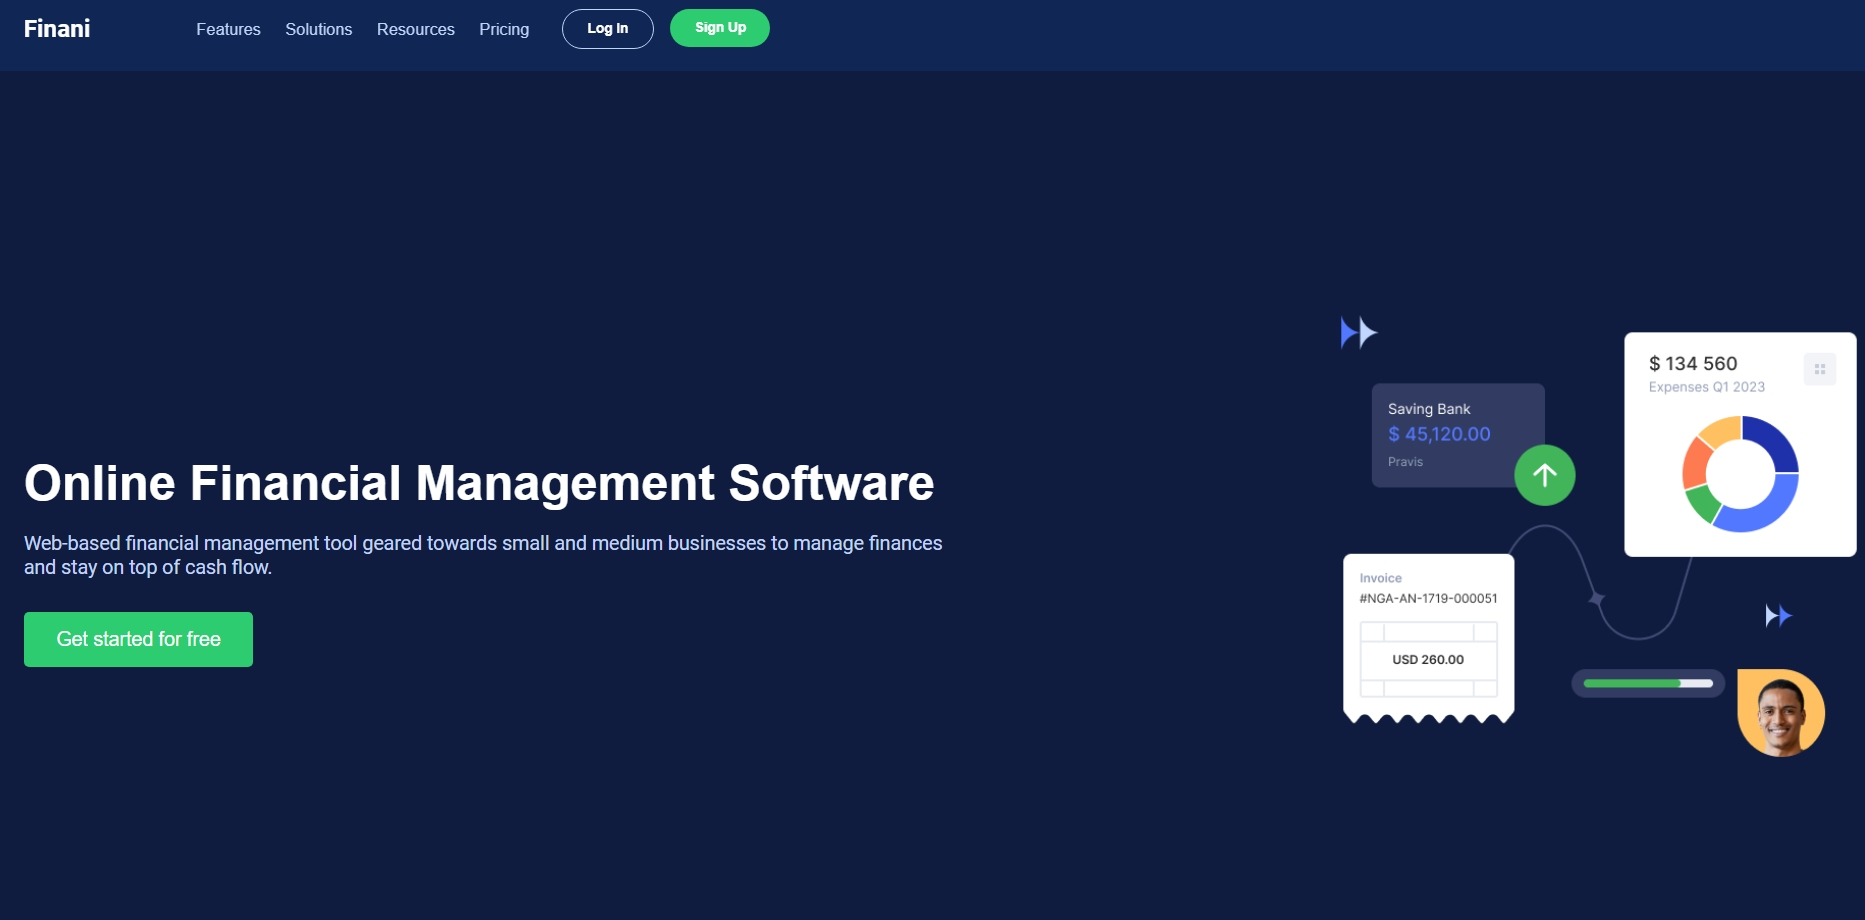 Finani
Features
Solutions
Resources
Pricing
Log In
Sign Up
Online Financial Management Software
Web-based financial management tool geared towards small and medium businesses to manage finances
and stay on top of cash flow.
Get started for free
Saving Bank
$ 45,120.00
Pravis
$ 134 560
Expenses Q1 2023
Invoice
#NGA-AN-1719-000051
USD 260.00